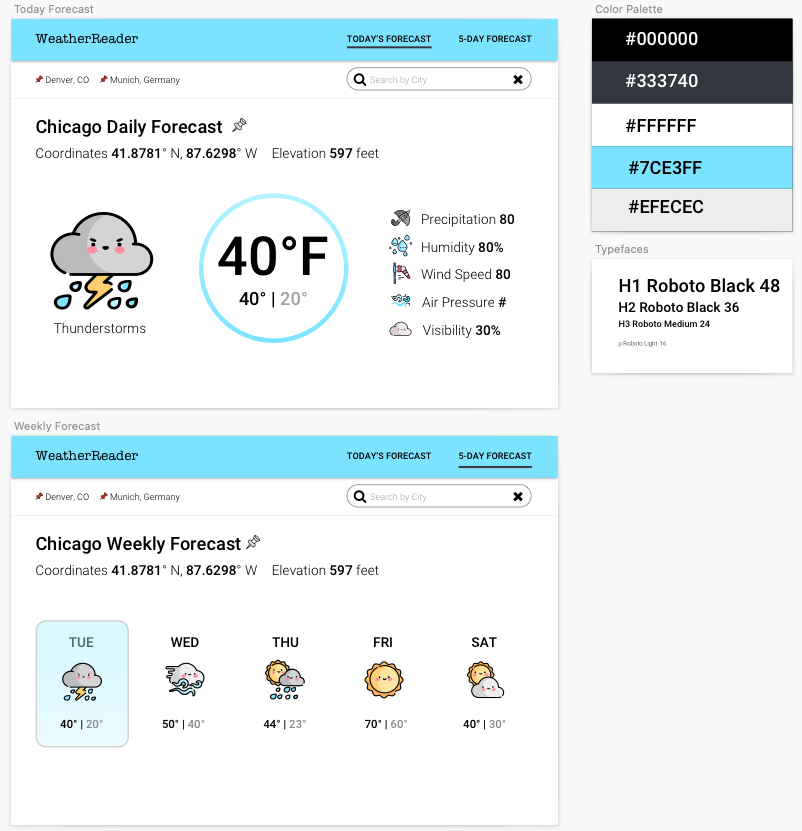 Today Forecast
WeatherReader
TODAY'S FORECAST 5-DAY FORECAST
Denver, CO Munich, Germany
Search by City
Chicago Daily Forecast
Coordinates 41.8781° N, 87.6298° W Elevation 597 feet
40°F
40° | 20°
Thunderstorms
Precipitation 80
Humidity 80%
Wind Speed 80
Air Pressure #
Visibility 30%
Weekly Forecast
WeatherReader
TODAY'S FORECAST 5-DAY FORECAST
Denver, CO Munich, Germany
Search by City
Chicago Weekly Forecast
Coordinates 41.8781° N, 87.6298° W Elevation 597 feet
TUE WED THU FRI SAT
40° | 20° 50° | 40° 44° | 23° 70° | 60° 40° | 30°
Color Palette
#000000
#333740
#FFFFFF
#7CE3FF
#EFECEC
Typefaces
H1 Roboto Black 48
H2 Roboto Black 36
H3 Roboto Medium 24
p Roboto Light 16